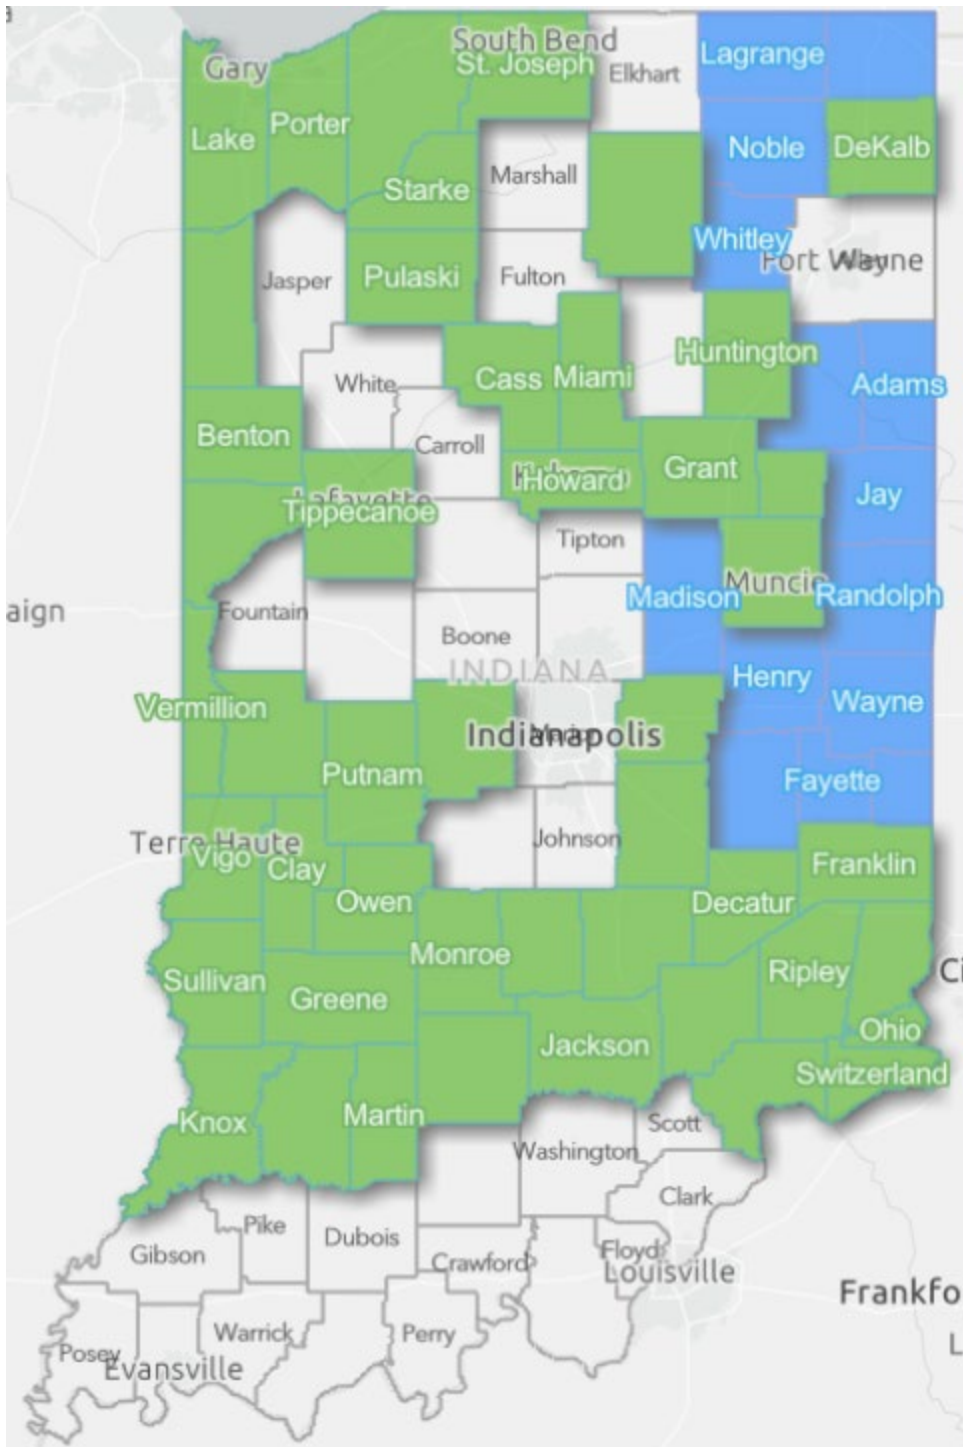 South Bend
St. Joseph
Gary
Elkhart
Lagrange
Lake
Porter
Noble
DeKalb
Marshall
Starke
Whitley
Fort Wayne
Jasper
Pulaski
Fulton
Huntington
White
Cass
Miami
Adams
Benton
Carroll
Grant
Howard
Jay
Lafayette
Tippecanoe
Tipton
Muncie
Madison
Randolph
aign
Fountain
Boone
INDIANA
Henry
Wayne
Vermillion
Indianapolis
Marion
Putnam
Fayette
Terre Haute
Vigo
Johnson
Clay
Franklin
Owen
Decatur
Monroe
Ripley
Ci
Sullivan
Greene
Ohio
Jackson
Switzerland
Knox
Martin
Scott
Washington
Clark
Pike
Dubois
Gibson
Crawford
Floyd
Louisville
Frankfo
Warrick
Perry
L
Posey
Evansville